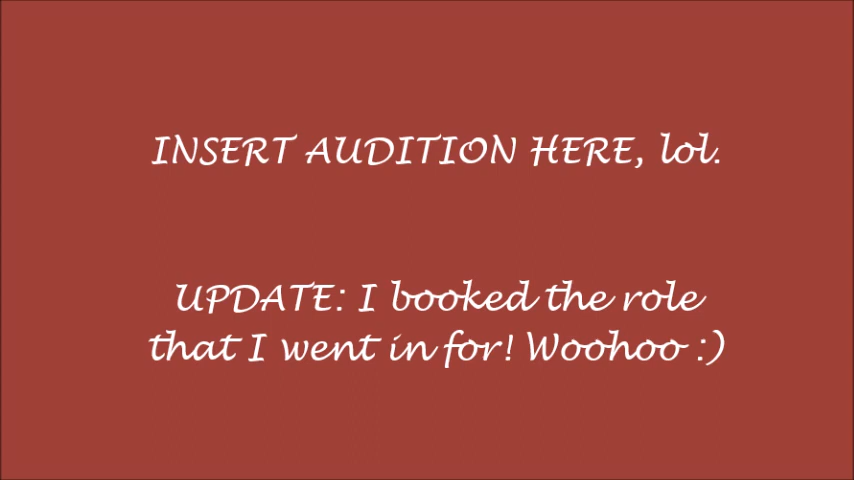 INSERT AUDITION HERE, lol.
UPDATE: I booked the role
that I went in for! Woohoo :)